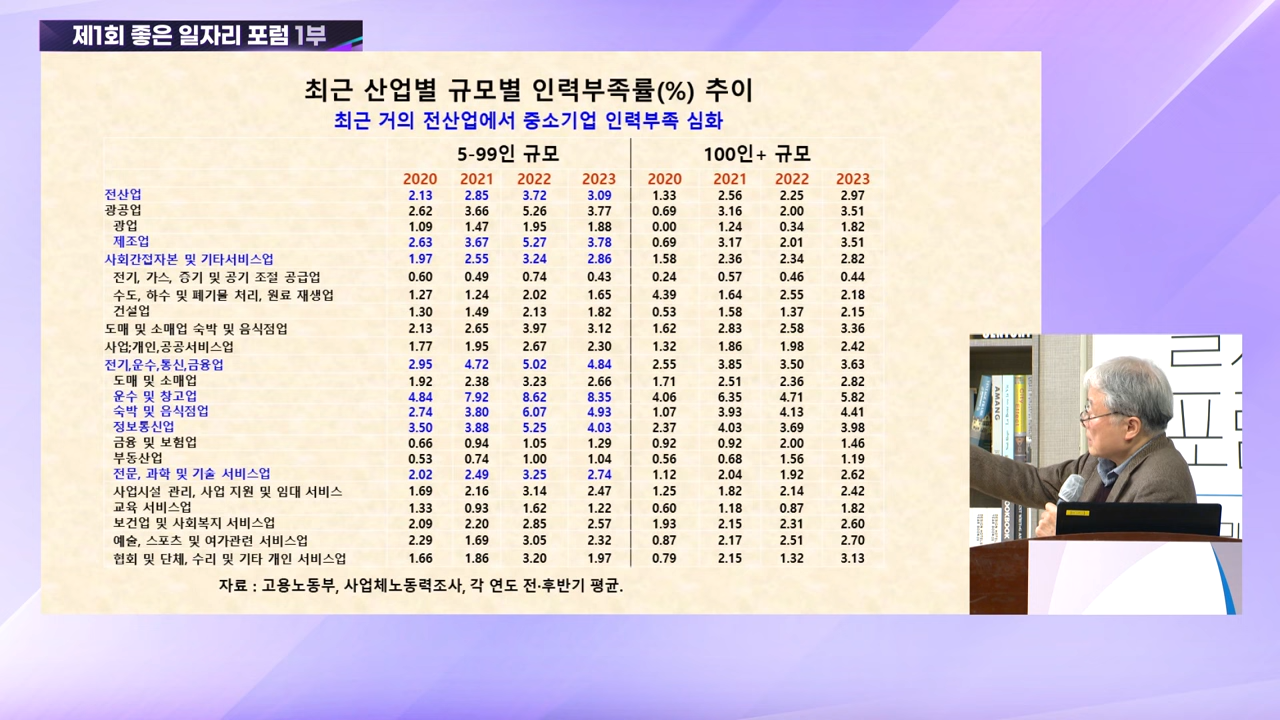 제1회 좋은 일자리 포럼 1부
최근 산업별 규모별 인력부족률(%) 추이
최근 거의 전산업에서 중소기업 인력부족 심화
5-99인 규모 100인+ 규모
2020 2021 2022 2023 2020 2021 2022 2023
전산업 2.13 2.85 3.72 3.09 1.33 2.56 2.25 2.97
광공업 2.62 3.66 5.26 3.77 0.69 3.16 2.00 3.51
광업 1.09 1.47 1.95 1.88 0.00 1.24 0.34 1.82
제조업 2.63 3.67 5.27 3.78 0.69 3.17 2.01 3.51
사회간접자본 및 기타서비스업 1.97 2.55 3.24 2.86 1.58 2.36 2.34 2.82
전기, 가스, 증기 및 공기 조절 공급업 0.60 0.49 0.74 0.43 0.24 0.57 0.46 0.44
수도, 하수 및 폐기물 처리, 원료 재생업 1.27 1.24 2.02 1.65 4.39 1.64 2.55 2.18
건설업 1.30 1.49 2.13 1.82 0.53 1.58 1.37 2.15
도매 및 소매업 숙박 및 음식점업 2.13 2.65 3.97 3.12 1.62 2.83 2.58 3.36
사업;개인,공공서비스업 1.77 1.95 2.67 2.30 1.32 1.86 1.98 2.42
전기,운수,통신,금융업 2.95 4.72 5.02 4.84 2.55 3.85 3.50 3.63
도매 및 소매업 1.92 2.38 3.23 2.66 1.71 2.51 2.36 2.82
운수 및 창고업 4.84 7.92 8.62 8.35 4.06 6.35 4.71 5.82
숙박 및 음식점업 2.74 3.80 6.07 4.93 1.07 3.93 4.13 4.41
정보통신업 3.50 3.88 5.25 4.03 2.37 4.03 3.69 3.98
금융 및 보험업 0.66 0.94 1.05 1.29 0.92 0.92 2.00 1.46
부동산업 0.53 0.74 1.00 1.04 0.56 0.68 1.56 1.19
전문, 과학 및 기술 서비스업 2.02 2.49 3.25 2.74 1.12 2.04 1.92 2.62
사업시설 관리, 사업 지원 및 임대 서비스 1.69 2.16 3.14 2.47 1.25 1.82 2.14 2.42
교육 서비스업 1.33 0.93 1.62 1.22 0.60 1.18 0.87 1.82
보건업 및 사회복지 서비스업 2.09 2.20 2.85 2.57 1.93 2.15 2.31 2.60
예술, 스포츠 및 여가관련 서비스업 2.29 1.69 3.05 2.32 0.87 2.17 2.51 2.70
협회 및 단체, 수리 및 기타 개인 서비스업 1.66 1.86 3.20 1.97 0.79 2.15 1.32 3.13
자료 : 고용노동부, 사업체노동력조사, 각 연도 전·후반기 평균.
AMANG